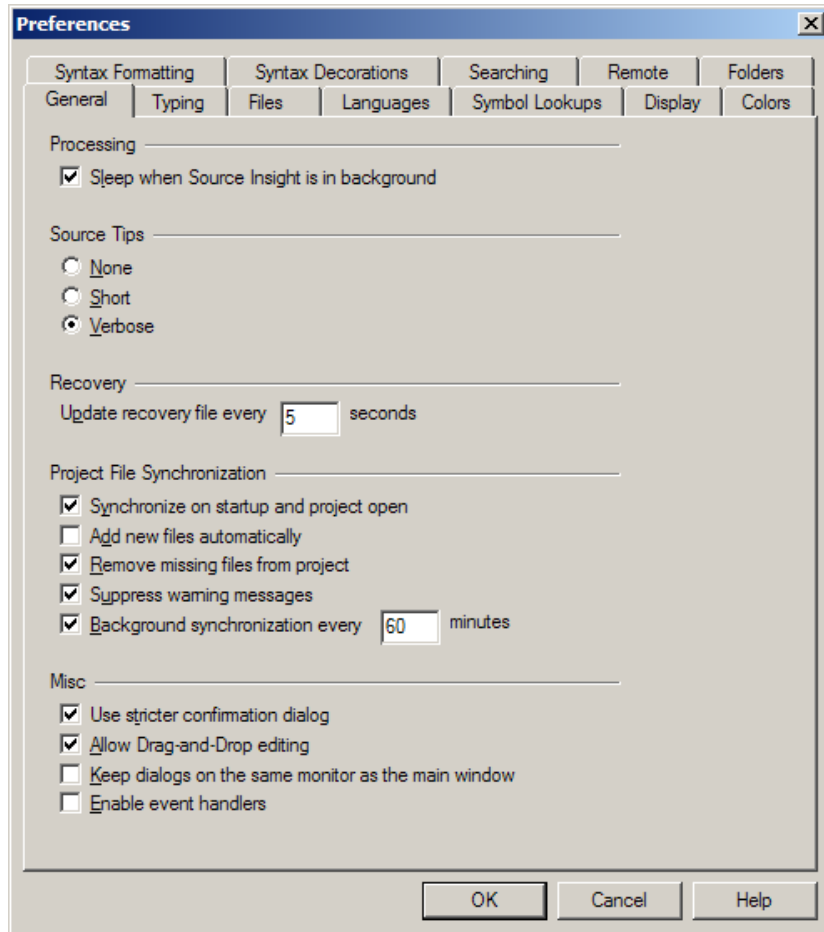 Preferences
Syntax Formatting Syntax Decorations Searching Remote Folders
General Typing Files Languages Symbol Lookups Display Colors
Processing
Sleep when Source Insight is in background
Source Tips
None
Short
Verbose
Recovery
Update recovery file every 5 seconds
Project File Synchronization
Synchronize on startup and project open
Add new files automatically
Remove missing files from project
Suppress warning messages
Background synchronization every 60 minutes
Misc
Use stricter confirmation dialog
Allow Drag-and-Drop editing
Keep dialogs on the same monitor as the main window
Enable event handlers
OK Cancel Help